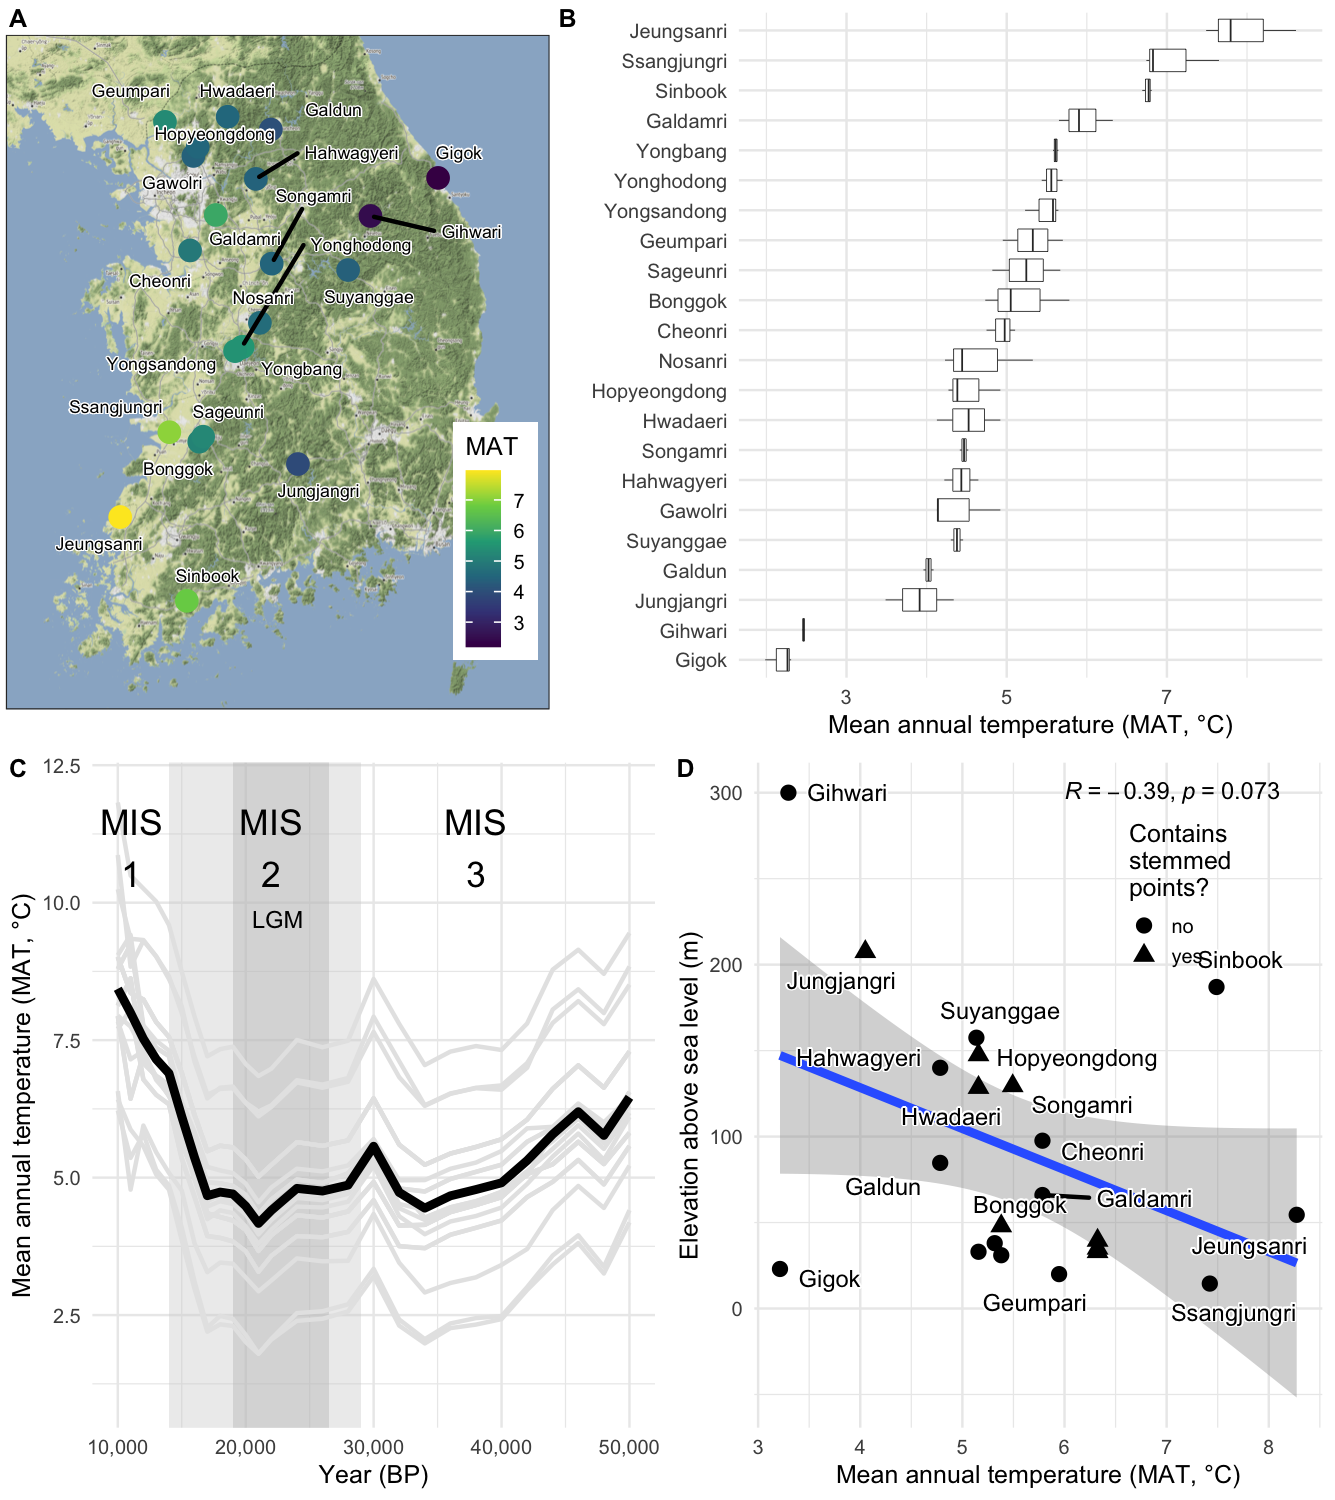 A
Geumpari
Hwadaeri
Galdun
Hopyeongdong
Hahwagyeri
Gigok
Gawolri
Songamri
Gihwari
Galdamri
Yonghodong
Cheonri
Nosanri
Suyanggae
Yongsandong
Yongbang
Ssangjungri
Sageunri
Bonggok
Jungjangri
Jeungsanri
Sinbook
MAT
7
6
5
4
3
B
Jeungsanri
Ssangjungri
Sinbook
Galdamri
Yongbang
Yonghodong
Yongsandong
Geumpari
Sageunri
Bonggok
Cheonri
Nosanri
Hopyeongdong
Hwadaeri
Songamri
Hahwagyeri
Gawolri
Suyanggae
Galdun
Jungjangri
Gihwari
Gigok
3 5 7
Mean annual temperature (MAT, °C)
C
12.5
10.0
7.5
5.0
2.5
Mean annual temperature (MAT, °C)
MIS 1
MIS 2
LGM
MIS 3
10,000 20,000 30,000 40,000 50,000
Year (BP)
D
300
200
100
0
Elevation above sea level (m)
R = −0.39, p = 0.073
Contains
stemmed
points?
no
yes
Gihwari
Sinbook
Jungjangri
Suyanggae
Hahwagyeri
Hopyeongdong
Songamri
Hwadaeri
Cheonri
Galdun
Galdamri
Bonggok
Jeungsanri
Gigok
Geumpari
Ssangjungri
3 4 5 6 7 8
Mean annual temperature (MAT, °C)